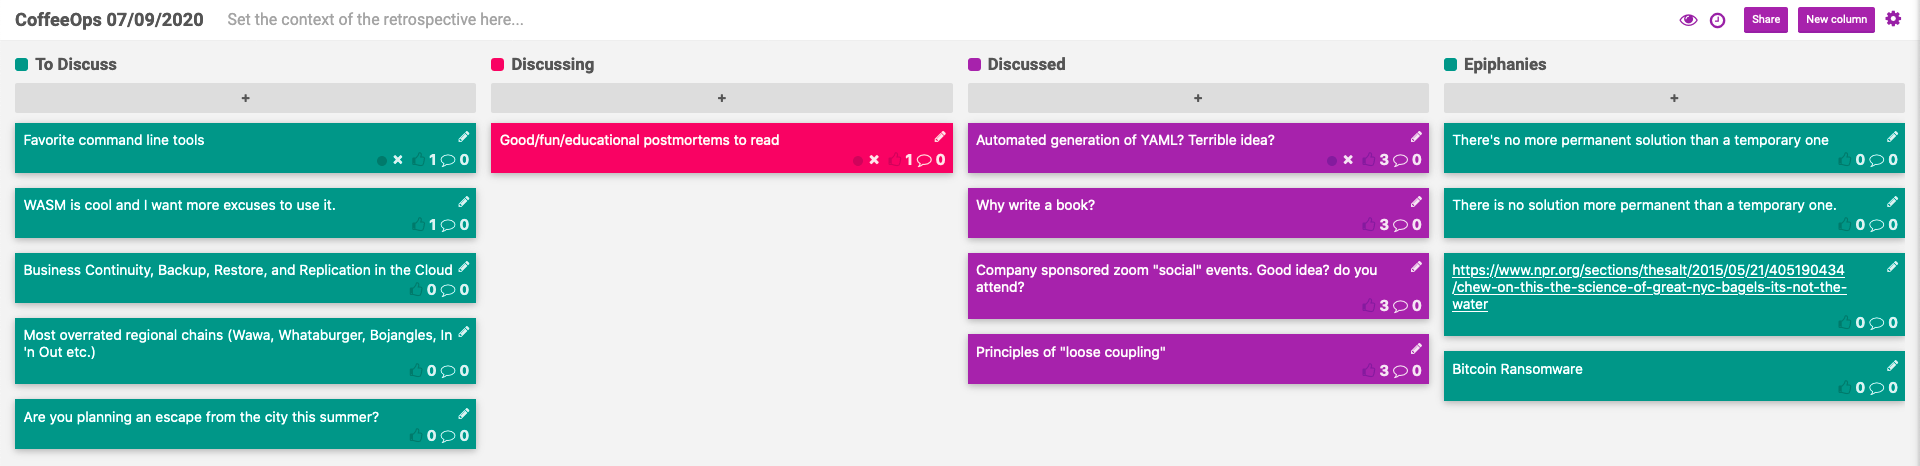 CoffeeOps 07/09/2020 Set the context of the retrospective here... Share New column
To Discuss
+
Favorite command line tools
1 0
WASM is cool and I want more excuses to use it.
1 0
Business Continuity, Backup, Restore, and Replication in the Cloud
0 0
Most overrated regional chains (Wawa, Whataburger, Bojangles, In
'n Out etc.)
0 0
Are you planning an escape from the city this summer?
0 0
Discussing
+
Good/fun/educational postmortems to read
1 0
Discussed
+
Automated generation of YAML? Terrible idea?
3 0
Why write a book?
3 0
Company sponsored zoom "social" events. Good idea? do you
attend?
3 0
Principles of "loose coupling"
3 0
Epiphanies
+
There's no more permanent solution than a temporary one
0 0
There is no solution more permanent than a temporary one.
0 0
https://www.npr.org/sections/thesalt/2015/05/21/405190434
/chew-on-this-the-science-of-great-nyc-bagels-its-not-the-
water
0 0
Bitcoin Ransomware
0 0